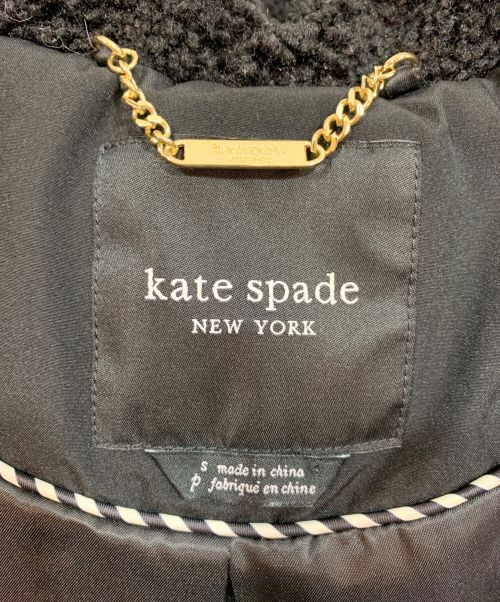 kate spade
NEW YORK
s made in china
p fabriqué en chine